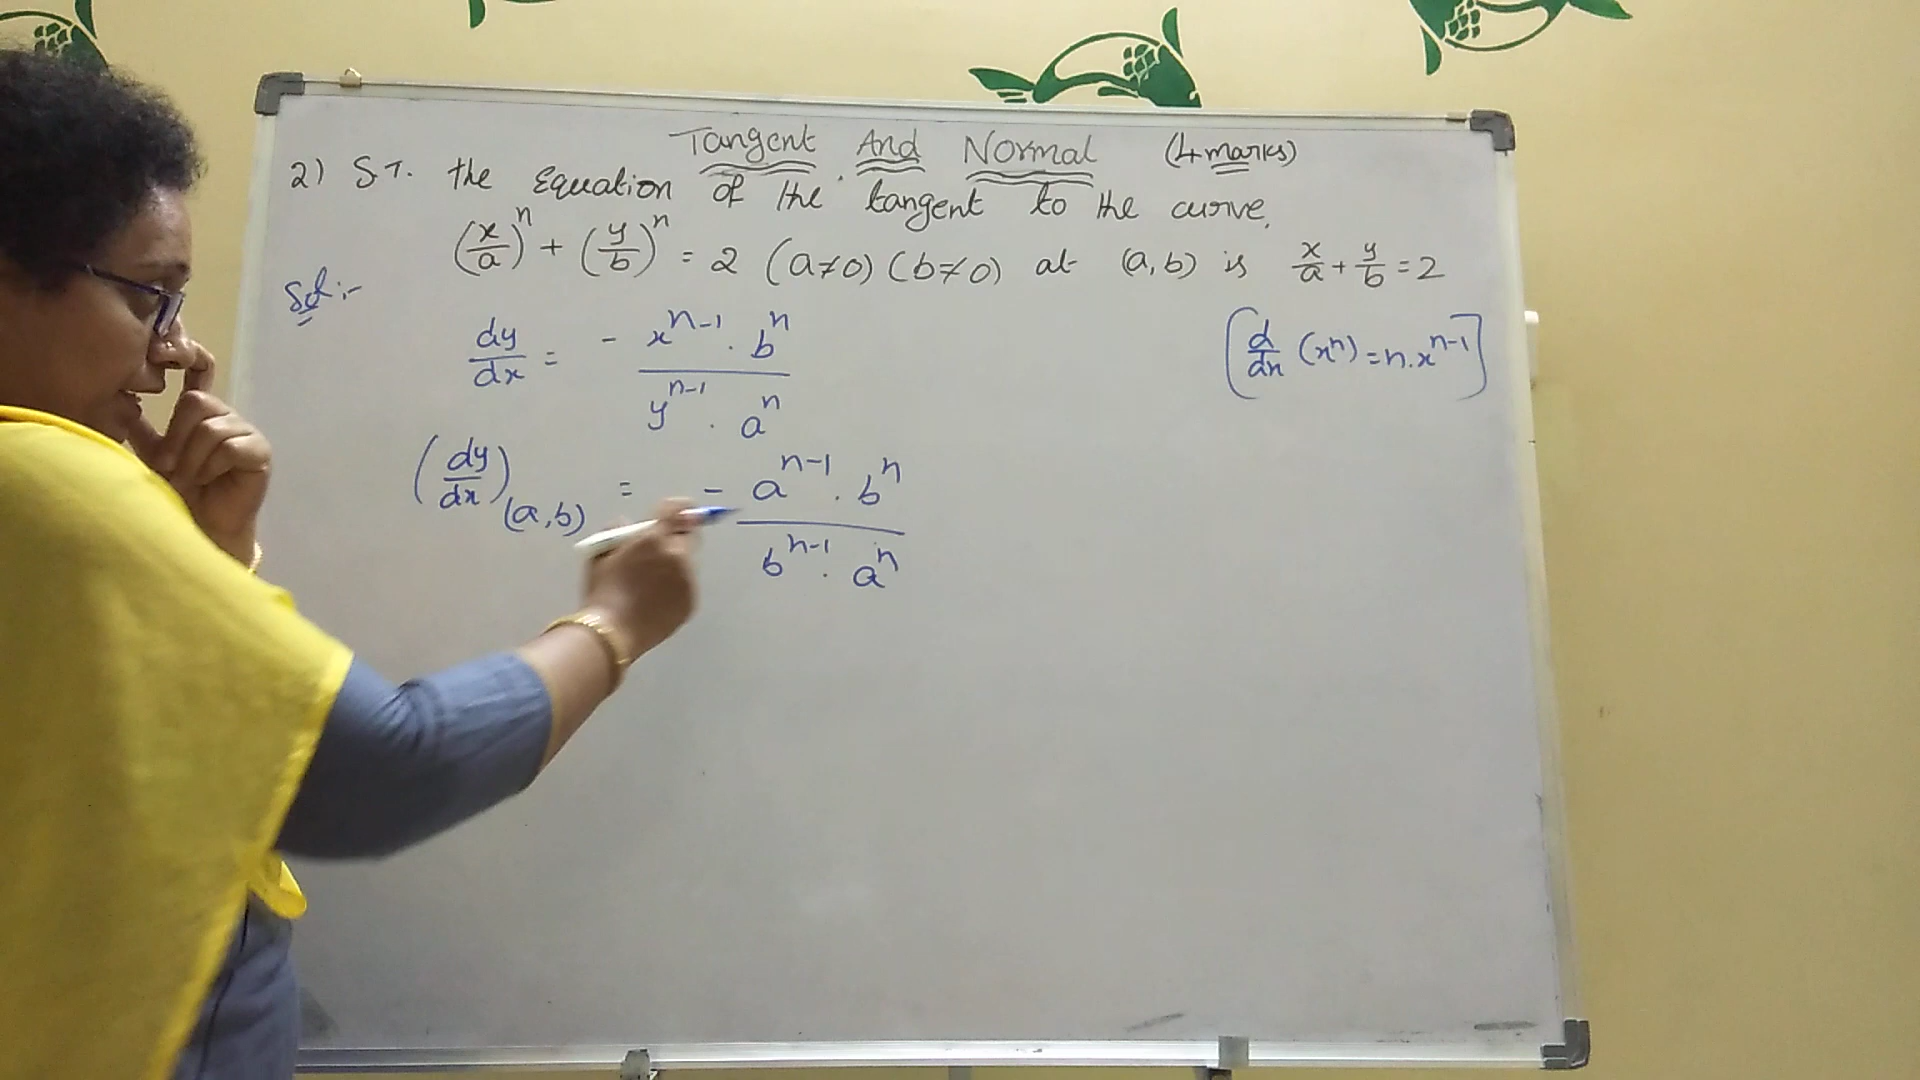 Tangent And Normal (4 marks)
2) S.T. the Equation of the tangent to the curve,
(x/a)^n + (y/b)^n = 2 (a≠0) (b≠0) at (a,b) is x/a + y/b = 2
Sol:-
dy/dx = - x^(n-1) . b^n / y^(n-1) . a^n
[d/dx (x^n) = n.x^(n-1)]
(dy/dx)(a,b) = - a^(n-1) . b^n / b^(n-1) . a^n